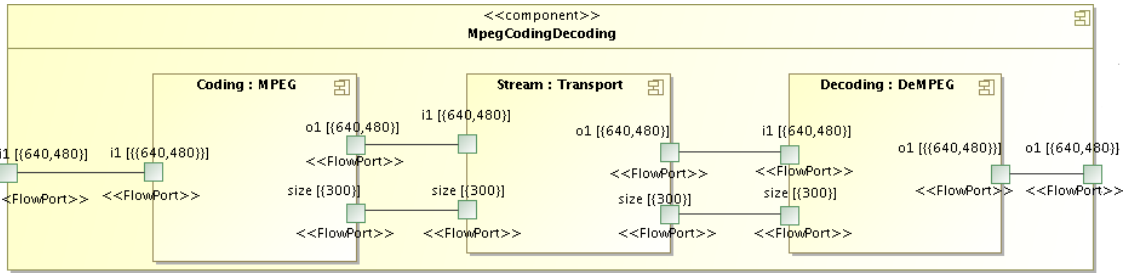 <<component>>
MpegCodingDecoding
Coding : MPEG
Stream : Transport
Decoding : DeMPEG
i1 [{640,480}]
<FlowPort>>
i1 [{{640,480}}]
<<FlowPort>>
o1 [{640,480}]
<<FlowPort>>
size [{300}]
<<FlowPort>>
i1 [{640,480}]
size [{300}]
<<FlowPort>>
o1 [{640,480}]
<<FlowPort>>
size [{300}]
<<FlowPort>>
i1 [{640,480}]
<<FlowPort>>
size [{300}]
<<FlowPort>>
o1 [{{640,480}}]
<<FlowPort>>
o1 [{640,480}]
<<FlowPort>>